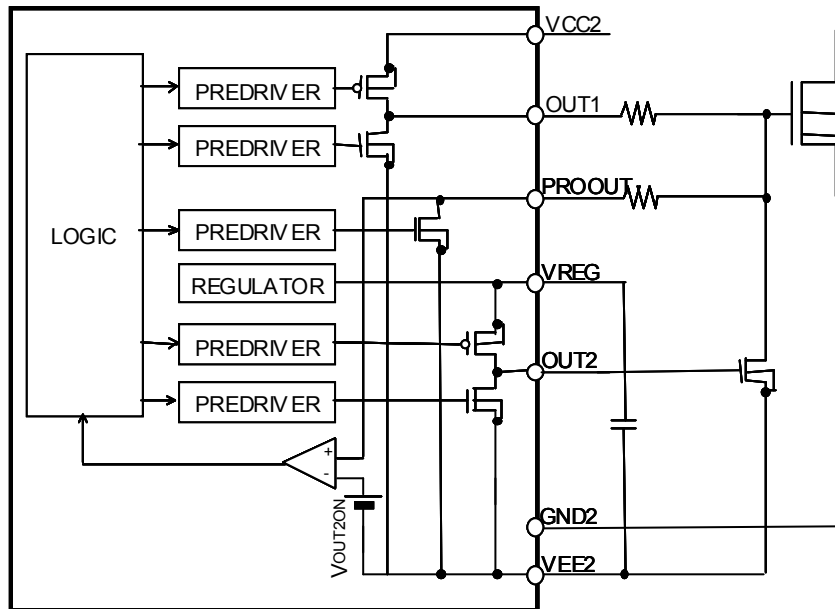 VCC2
PREDRIVER
OUT1
PREDRIVER
PROOUT
LOGIC
PREDRIVER
VREG
REGULATOR
PREDRIVER
OUT2
PREDRIVER
+
-
VOUT2ON
GND2
VEE2